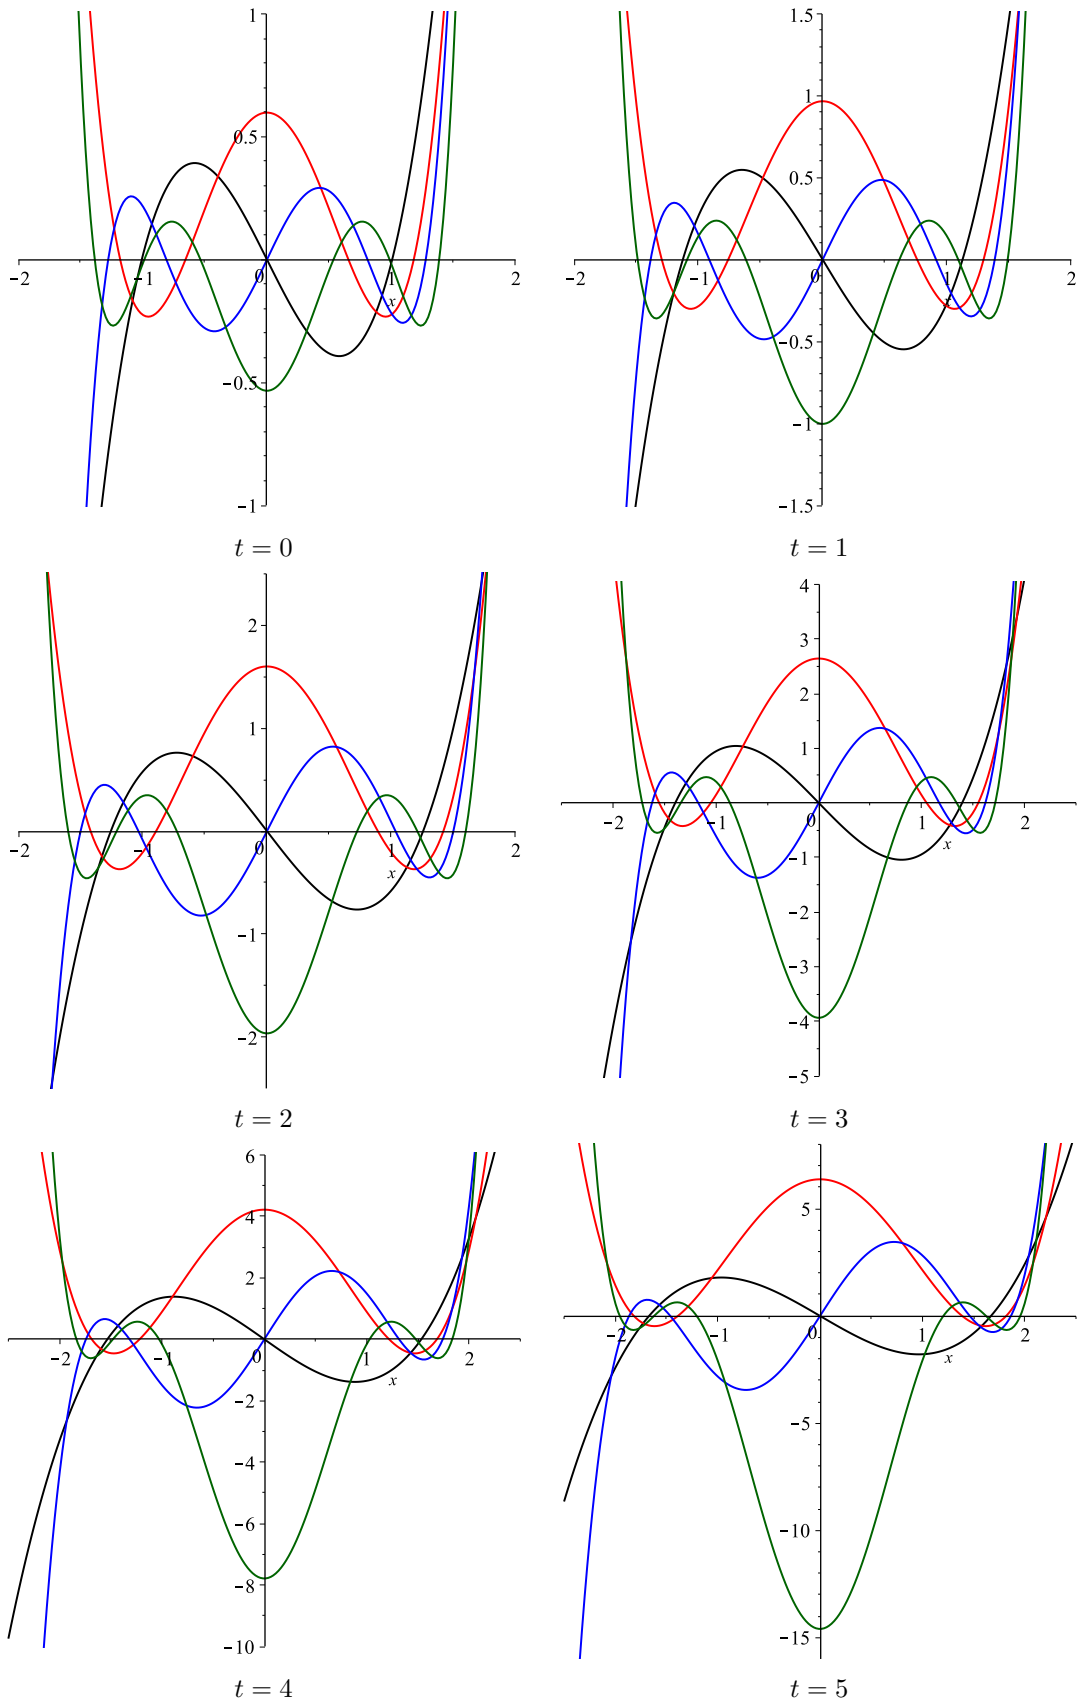 1 1.5
0.5 1
0.5
−2 −1 0 1 2 −2 −1 0 1 2
x x
−0.5 −0.5
−1
−1 −1.5
t = 0 t = 1
2 4
3
1 2
1
−2 −1 0 1 2 −2 −1 0 1 2
x x
−1 −1
−2
−3
−2 −4
−5
t = 2 t = 3
6
4 5
2
−2 −1 0 1 2 −2 −1 0 1 2
x x
−2
−4 −5
−6
−8 −10
−10 −15
t = 4 t = 5